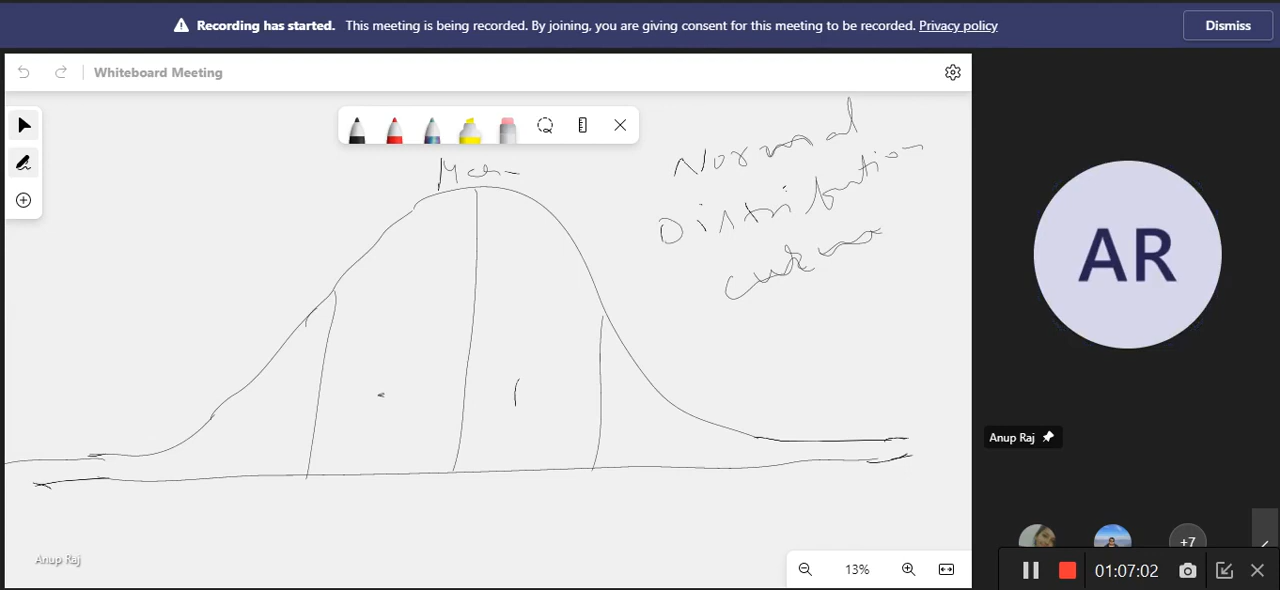 Recording has started. This meeting is being recorded. By joining, you are giving consent for this meeting to be recorded. Privacy policy
Dismiss
Whiteboard Meeting
Normal
Distribution
Mean
AR
Anup Raj
+7
Anup Raj
13%
01:07:02